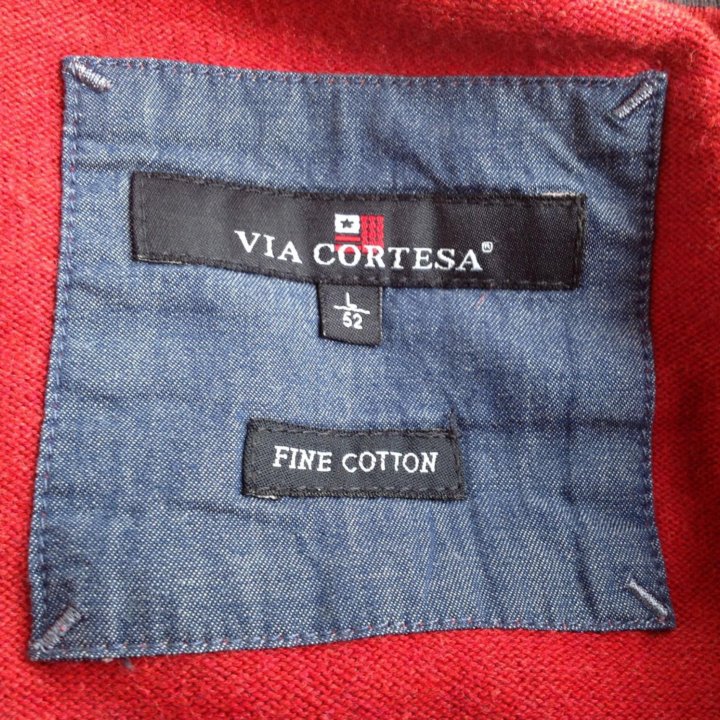 VIA CORTESA®
L
52
FINE COTTON